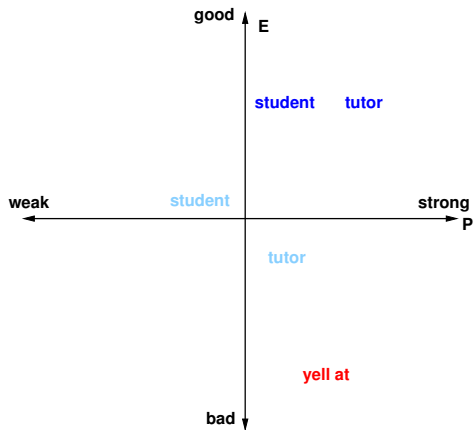 good
E
student tutor
weak
student
strong
P
tutor
yell at
bad